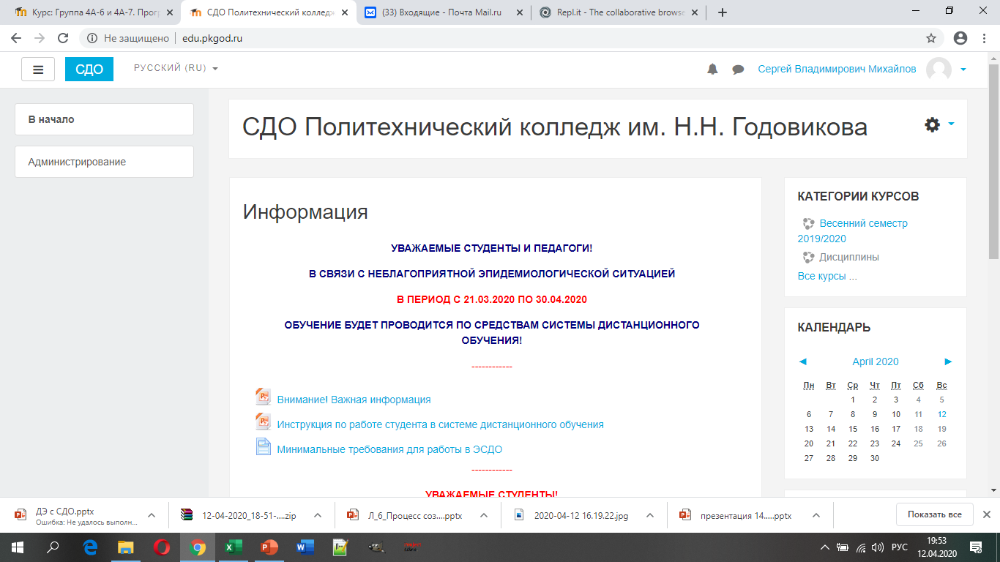 Курс: Группа 4А-6 и 4А-7. Прогр
СДО Политехнический колледж
(33) Входящие - Почта Mail.ru
Repl.it - The collaborative browse
Не защищено
edu.pkgod.ru
СДО
РУССКИЙ (RU)
Сергей Владимирович Михайлов
В начало
Администрирование
СДО Политехнический колледж им. Н.Н. Годовикова
Информация
УВАЖАЕМЫЕ СТУДЕНТЫ И ПЕДАГОГИ!
В СВЯЗИ С НЕБЛАГОПРИЯТНОЙ ЭПИДЕМИОЛОГИЧЕСКОЙ СИТУАЦИЕЙ
В ПЕРИОД С 21.03.2020 ПО 30.04.2020
ОБУЧЕНИЕ БУДЕТ ПРОВОДИТСЯ ПО СРЕДСТВАМ СИСТЕМЫ ДИСТАНЦИОННОГО
ОБУЧЕНИЯ!
------------
Внимание! Важная информация
Инструкция по работе студента в системе дистанционного обучения
Минимальные требования для работы в ЭСДО
------------
УВАЖАЕМЫЕ СТУДЕНТЫ!
КАТЕГОРИИ КУРСОВ
Весенний семестр
2019/2020
Дисциплины
Все курсы ...
КАЛЕНДАРЬ
◄ April 2020 ►
Пн Вт Ср Чт Пт Сб Вс
1 2 3 4 5
6 7 8 9 10 11 12
13 14 15 16 17 18 19
20 21 22 23 24 25 26
27 28 29 30
ДЭ с СДО.pptx
Ошибка: Не удалось выполн...
12-04-2020_18-51-....zip
Л_6_Процесс соз....pptx
2020-04-12 16.19.22.jpg
презентация 14.....pptx
Показать все
РУС
19:53
12.04.2020